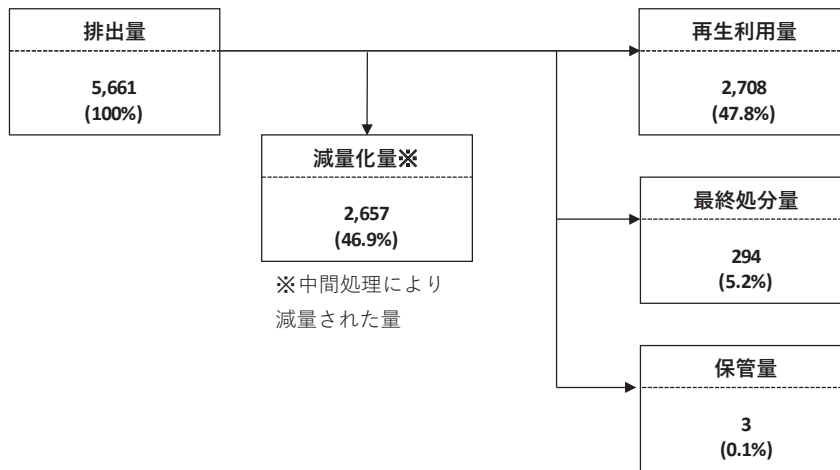 排出量
5,661
(100%)
減量化量※
2,657
(46.9%)
※中間処理により
減量された量
再生利用量
2,708
(47.8%)
最終処分量
294
(5.2%)
保管量
3
(0.1%)